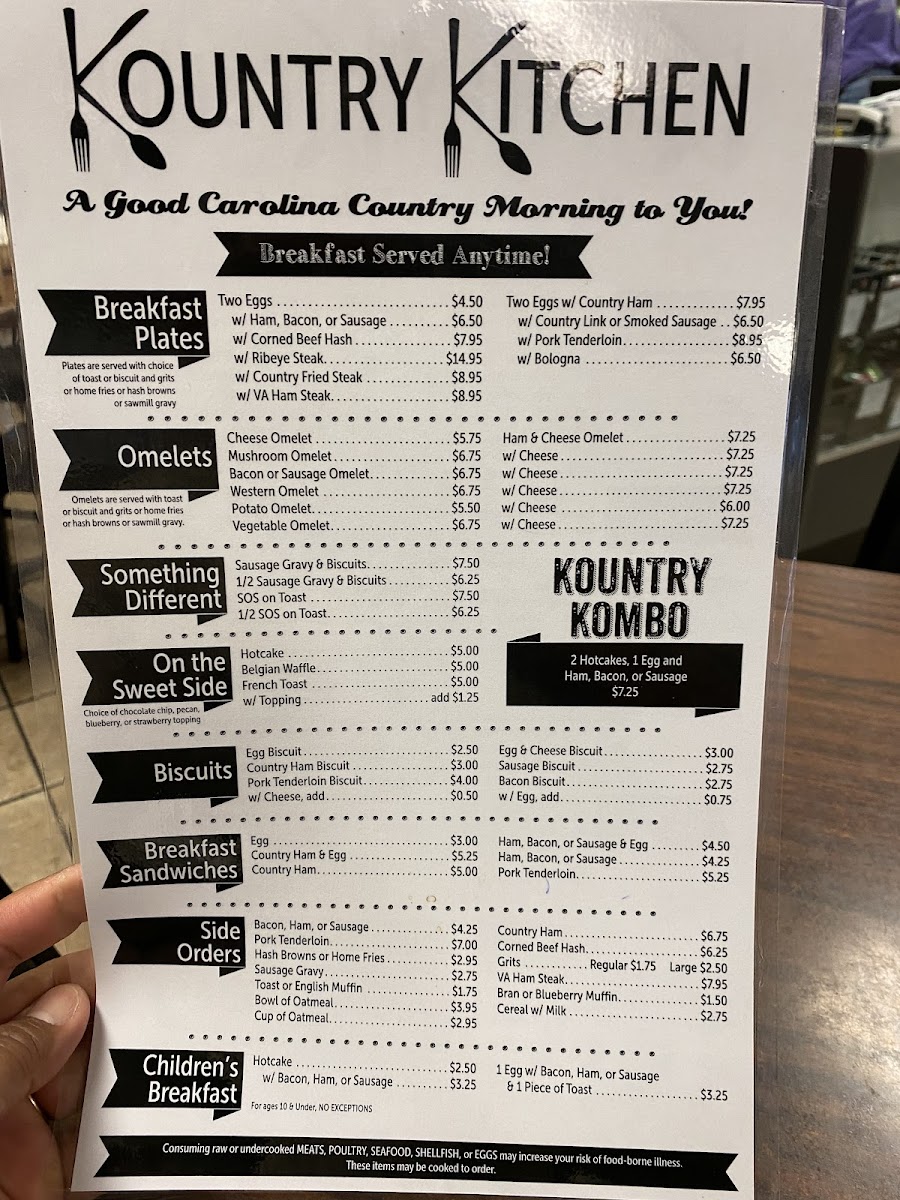 KOUNTRY KITCHEN
A Good Carolina Country Morning to You!
Breakfast Served Anytime!
Breakfast
Plates
Plates are served with choice
of toast or biscuit and grits
or home fries or hash browns
or sawmill gravy
Two Eggs ........................ $4.50
w/ Ham, Bacon, or Sausage .......... $6.50
w/ Corned Beef Hash ................. $7.95
w/ Ribeye Steak..................... $14.95
w/ Country Fried Steak .............. $8.95
w/ VA Ham Steak..................... $8.95
Two Eggs w/ Country Ham ............. $7.95
w/ Country Link or Smoked Sausage .. $6.50
w/ Pork Tenderloin.................. $8.95
w/ Bologna ......................... $6.50
Omelets
Omelets are served with toast
or biscuit and grits or home fries
or hash browns or sawmill gravy.
Cheese Omelet ...................... $5.75
Mushroom Omelet.................... $6.75
Bacon or Sausage Omelet............. $6.75
Western Omelet ..................... $6.75
Potato Omelet...................... $5.50
Vegetable Omelet................... $6.75
Ham & Cheese Omelet ................ $7.25
w/ Cheese.......................... $7.25
w/ Cheese.......................... $7.25
w/ Cheese.......................... $7.25
w/ Cheese.......................... $6.00
w/ Cheese.......................... $7.25
Something
Different
Sausage Gravy & Biscuits............ $7.50
1/2 Sausage Gravy & Biscuits ........ $6.25
SOS on Toast ....................... $7.50
1/2 SOS on Toast.................... $6.25
KOUNTRY
KOMBO
2 Hotcakes, 1 Egg and
Ham, Bacon, or Sausage
$7.25
On the
Sweet Side
Choice of chocolate chip, pecan,
blueberry, or strawberry topping
Hotcake ............................ $5.00
Belgian Waffle...................... $5.00
French Toast ....................... $5.00
w/ Topping..................... add $1.25
Biscuits
Egg Biscuit......................... $2.50
Country Ham Biscuit................. $3.00
Pork Tenderloin Biscuit............. $4.00
w/ Cheese, add...................... $0.50
Egg & Cheese Biscuit................ $3.00
Sausage Biscuit..................... $2.75
Bacon Biscuit....................... $2.75
w / Egg, add........................ $0.75
Breakfast
Sandwiches
Egg ................................ $3.00
Country Ham & Egg .................. $5.25
Country Ham......................... $5.00
Ham, Bacon, or Sausage & Egg ........ $4.50
Ham, Bacon, or Sausage .............. $4.25
Pork Tenderloin..................... $5.25
Side
Orders
Bacon, Ham, or Sausage .............. $4.25
Pork Tenderloin..................... $7.00
Hash Browns or Home Fries ........... $2.95
Sausage Gravy....................... $2.75
Toast or English Muffin ............. $1.75
Bowl of Oatmeal..................... $3.95
Cup of Oatmeal...................... $2.95
Country Ham ........................ $6.75
Corned Beef Hash.................... $6.25
Grits ........... Regular $1.75 Large $2.50
VA Ham Steak........................ $7.95
Bran or Blueberry Muffin............ $1.50
Cereal w/ Milk ..................... $2.75
Children's
Breakfast
Hotcake ............................ $2.50
w/ Bacon, Ham, or Sausage ........... $3.25
For ages 10 & Under, NO EXCEPTIONS
1 Egg w/ Bacon, Ham, or Sausage
& 1 Piece of Toast .................. $3.25
Consuming raw or undercooked MEATS, POULTRY, SEAFOOD, SHELLFISH, or EGGS may increase your risk of food-borne illness.
These items may be cooked to order.